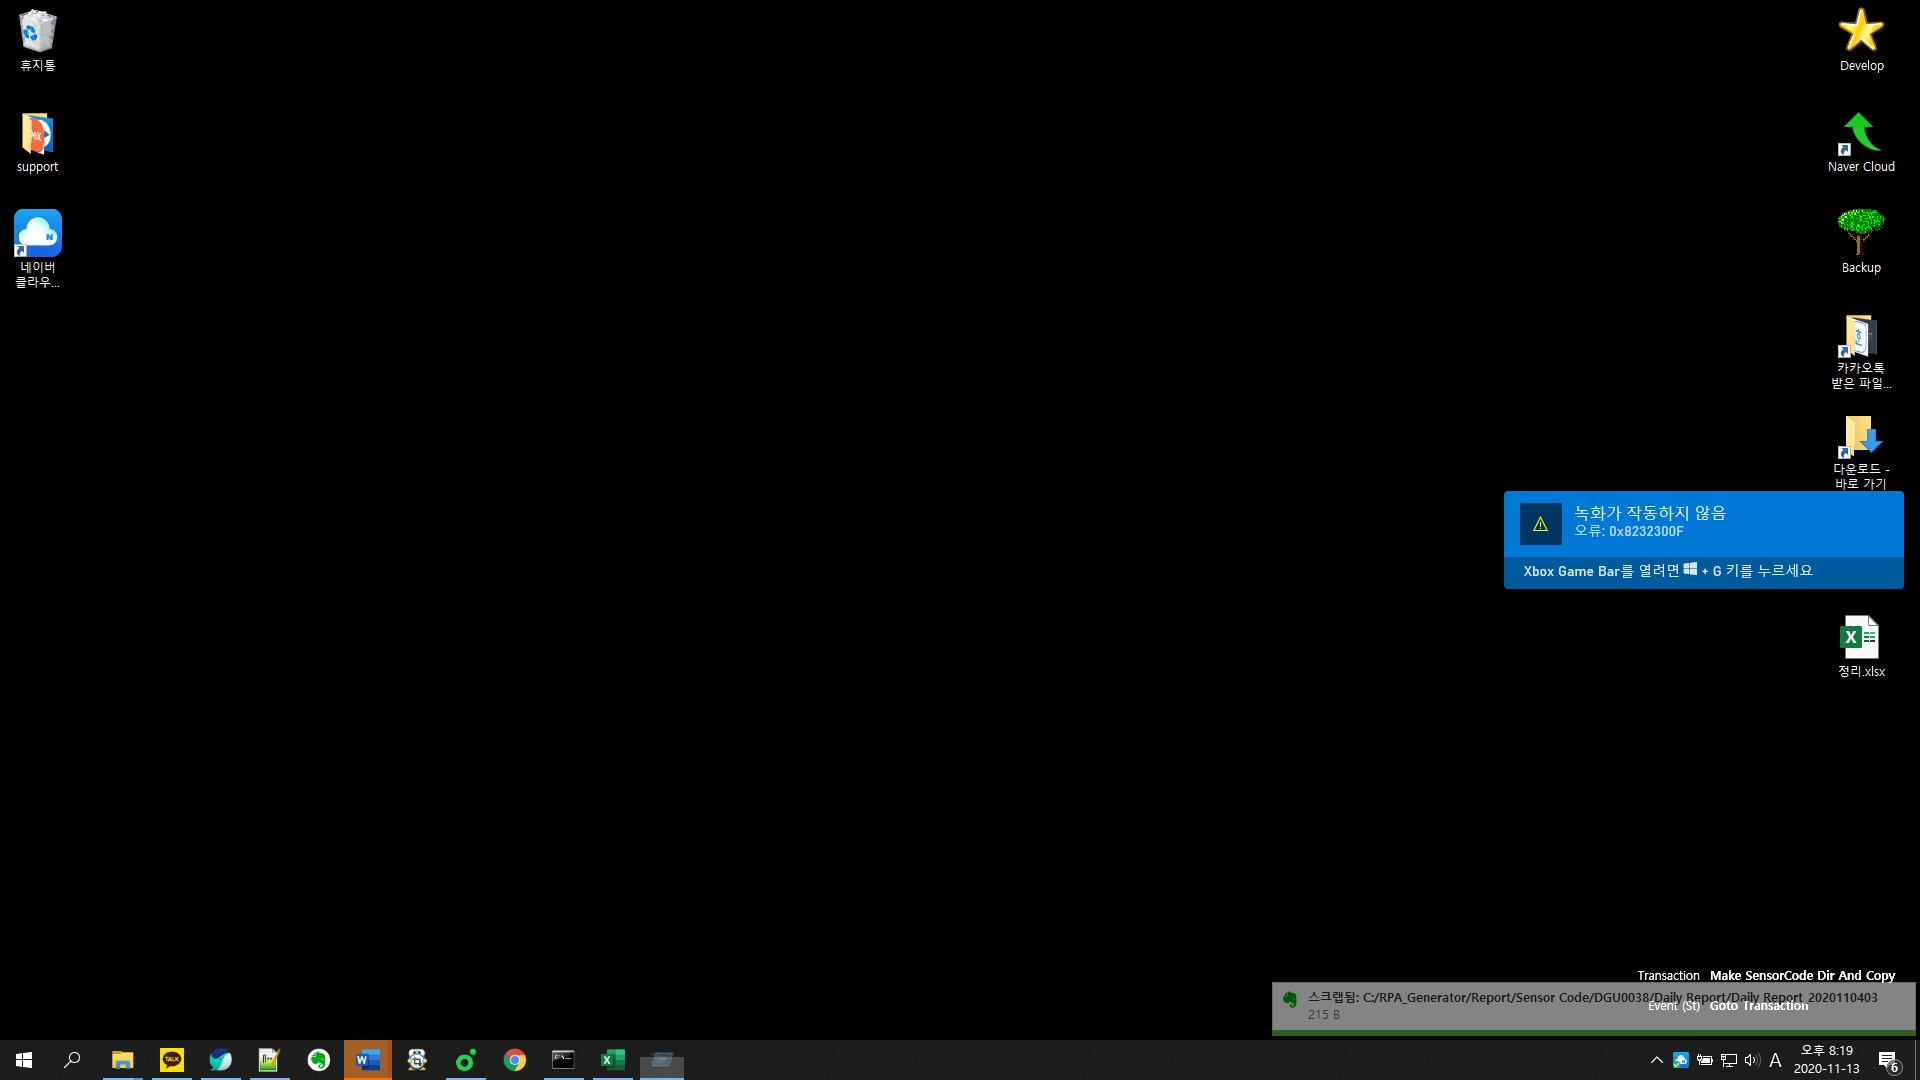 휴지통
support
네이버
클라우...
Develop
Naver Cloud
Backup
카카오톡
받은 파일...
다운로드 -
바로 가기
녹화가 작동하지 않음
오류: 0x8232300F
Xbox Game Bar를 열려면 + G 키를 누르세요
정리.xlsx
Transaction Make SensorCode Dir And Copy
스크랩됨: C:/RPA_Generator/Report/Sensor Code/DGU0038/Daily Report/Daily Report_2020110403
Event (St) Goto Transaction
215 B
TALK
A
오후 8:19
2020-11-13
6